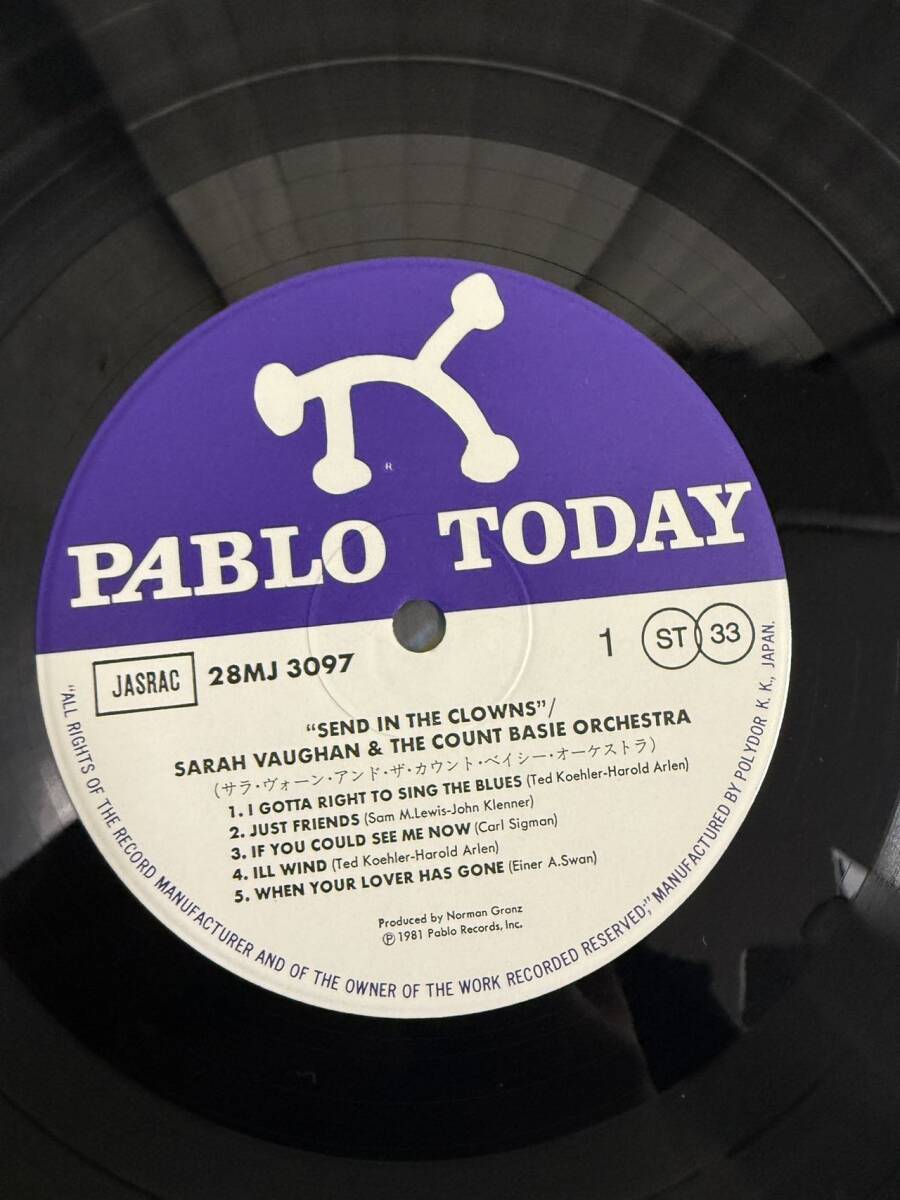 R
PABLO TODAY
JASRAC 28MJ 3097 1 ST 33
"SEND IN THE CLOWNS"/
SARAH VAUGHAN & THE COUNT BASIE ORCHESTRA
(サラ・ヴォーン・アンド・ザ・カウント・ベイシー・オーケストラ)
1. I GOTTA RIGHT TO SING THE BLUES (Ted Koehler-Harold Arlen)
2. JUST FRIENDS (Sam M.Lewis-John Klenner)
3. IF YOU COULD SEE ME NOW (Carl Sigman)
4. ILL WIND (Ted Koehler-Harold Arlen)
5. WHEN YOUR LOVER HAS GONE (Einer A.Swan)
Produced by Norman Granz
℗ 1981 Pablo Records, Inc.
"ALL RIGHTS OF THE RECORD MANUFACTURER AND OF THE OWNER OF THE WORK RECORDED RESERVED," MANUFACTURED BY POLYDOR K. K., JAPAN.